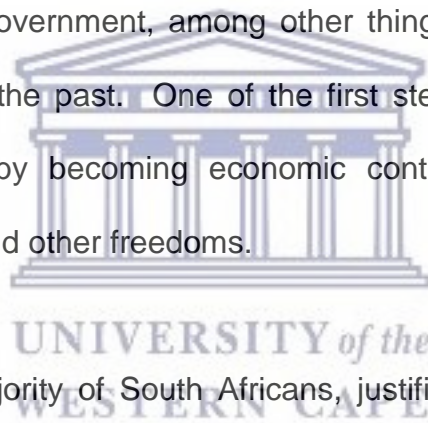 overnment, among other thing
the past. One of the first ste
by becoming economic cont
nd other freedoms.
UNIVERSITY of the
jority of South Africans, justifi
WESTERN CAPE